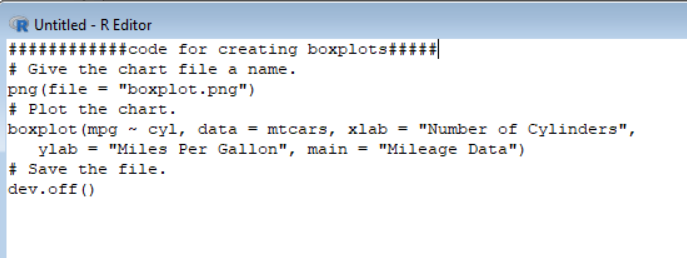 Untitled - R Editor
############code for creating boxplots#####
# Give the chart file a name.
png(file = "boxplot.png")
# Plot the chart.
boxplot(mpg ~ cyl, data = mtcars, xlab = "Number of Cylinders",
   ylab = "Miles Per Gallon", main = "Mileage Data")
# Save the file.
dev.off()